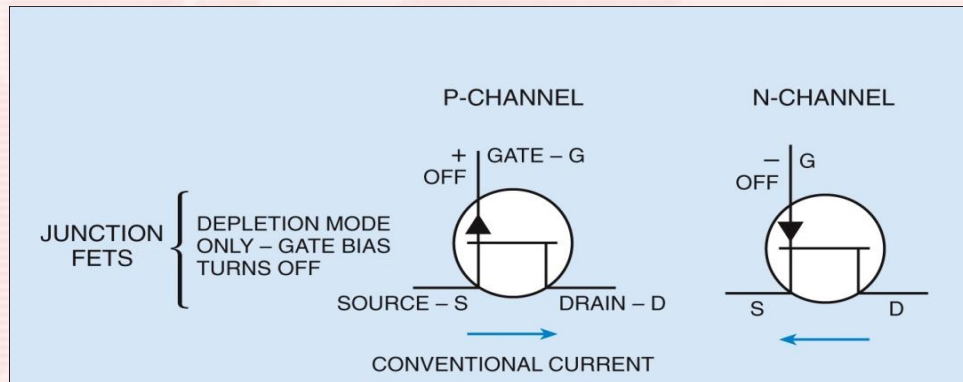 P-CHANNEL
N-CHANNEL
+
GATE – G
OFF
–
G
OFF
JUNCTION
FETS
DEPLETION MODE
ONLY – GATE BIAS
TURNS OFF
SOURCE – S
DRAIN – D
S
D
CONVENTIONAL CURRENT